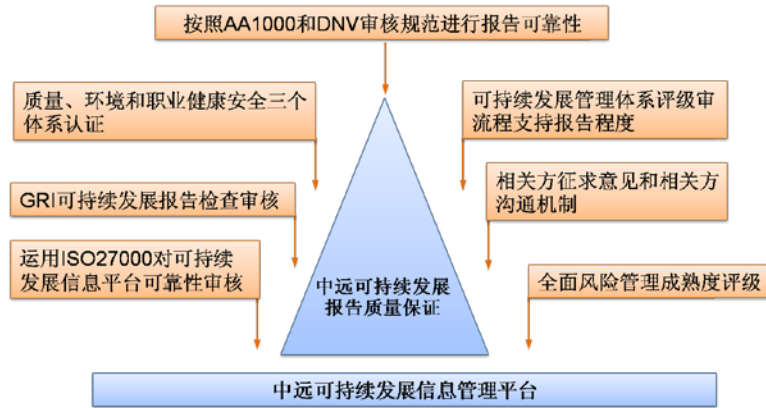 按照AA1000和DNV审核规范进行报告可靠性
质量、环境和职业健康安全三个
体系认证
可持续发展管理体系评级审
流程支持报告程度
GRI可持续发展报告检查审核
相关方征求意见和相关方
沟通机制
运用ISO27000对可持续
发展信息平台可靠性审核
全面风险管理成熟度评级
中远可持续发展
报告质量保证
中远可持续发展信息管理平台